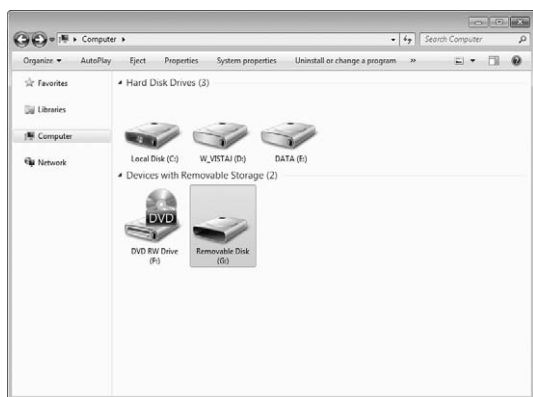 Computer
Search Computer
Organize AutoPlay Eject Properties System properties Uninstall or change a program »
Favorites
Libraries
Computer
Network
Hard Disk Drives (3)
Local Disk (C:) W_VISTAJ (D:) DATA (E:)
Devices with Removable Storage (2)
DVD
DVD RW Drive Removable Disk
(F:) (G:)